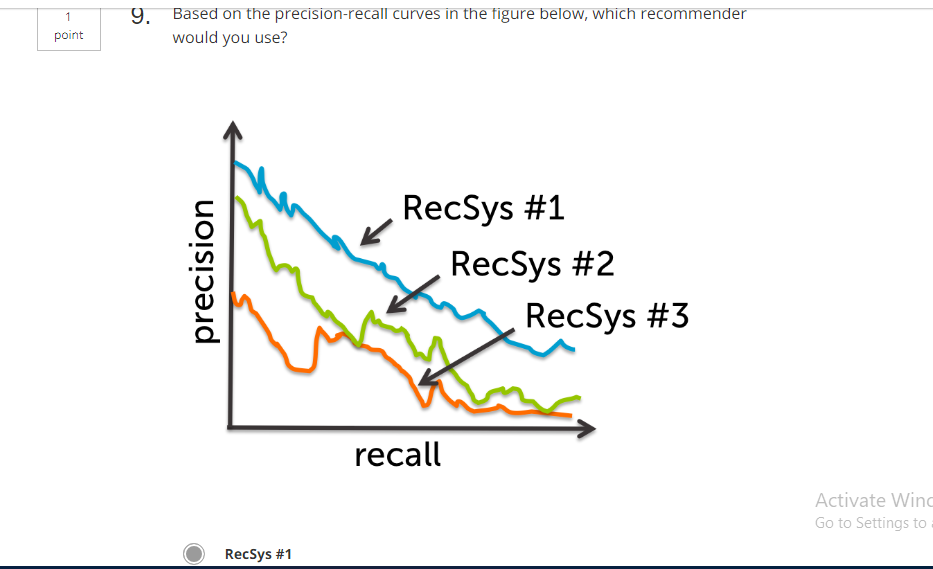 1
point
9.
Based on the precision-recall curves in the figure below, which recommender
would you use?
precision
RecSys #1
RecSys #2
RecSys #3
recall
Activate Winc
Go to Settings to
RecSys #1